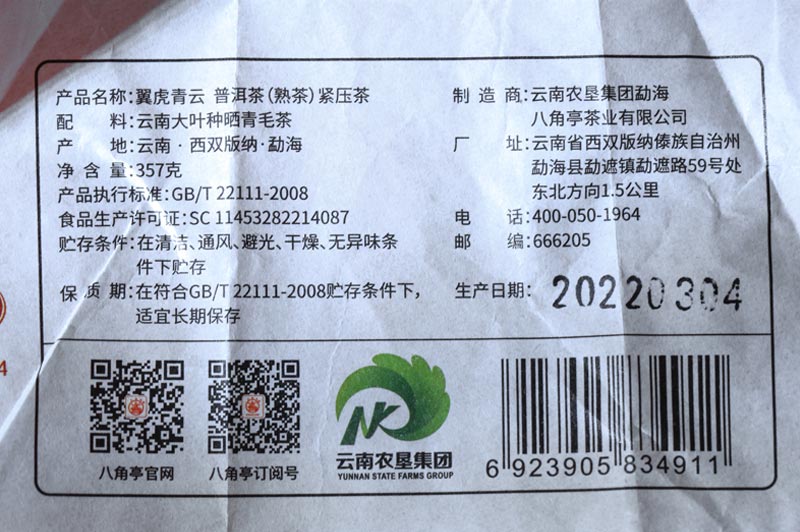 产品名称:翼虎青云 普洱茶(熟茶)紧压茶
配 料:云南大叶种晒青毛茶
产 地:云南·西双版纳·勐海
净 含 量:357克
产品执行标准:GB/T 22111-2008
食品生产许可证:SC 11453282214087
贮存条件:在清洁、通风、避光、干燥、无异味条
件下贮存
保 质 期:在符合GB/T 22111-2008贮存条件下,
适宜长期保存
制 造 商:云南农垦集团勐海
八角亭茶业有限公司
厂 址:云南省西双版纳傣族自治州
勐海县勐遮镇勐遮路59号处
东北方向1.5公里
电 话:400-050-1964
邮 编:666205
生产日期: 20220304
八角亭官网
八角亭订阅号
NK
云南农垦集团
YUNNAN STATE FARMS GROUP
6 923905 834911
4